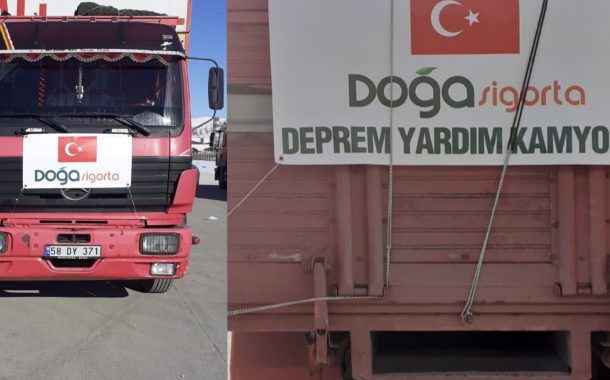 Doğa sigorta
58 DY 371
Doğa sigorta
DEPREM YARDIM KAMYO